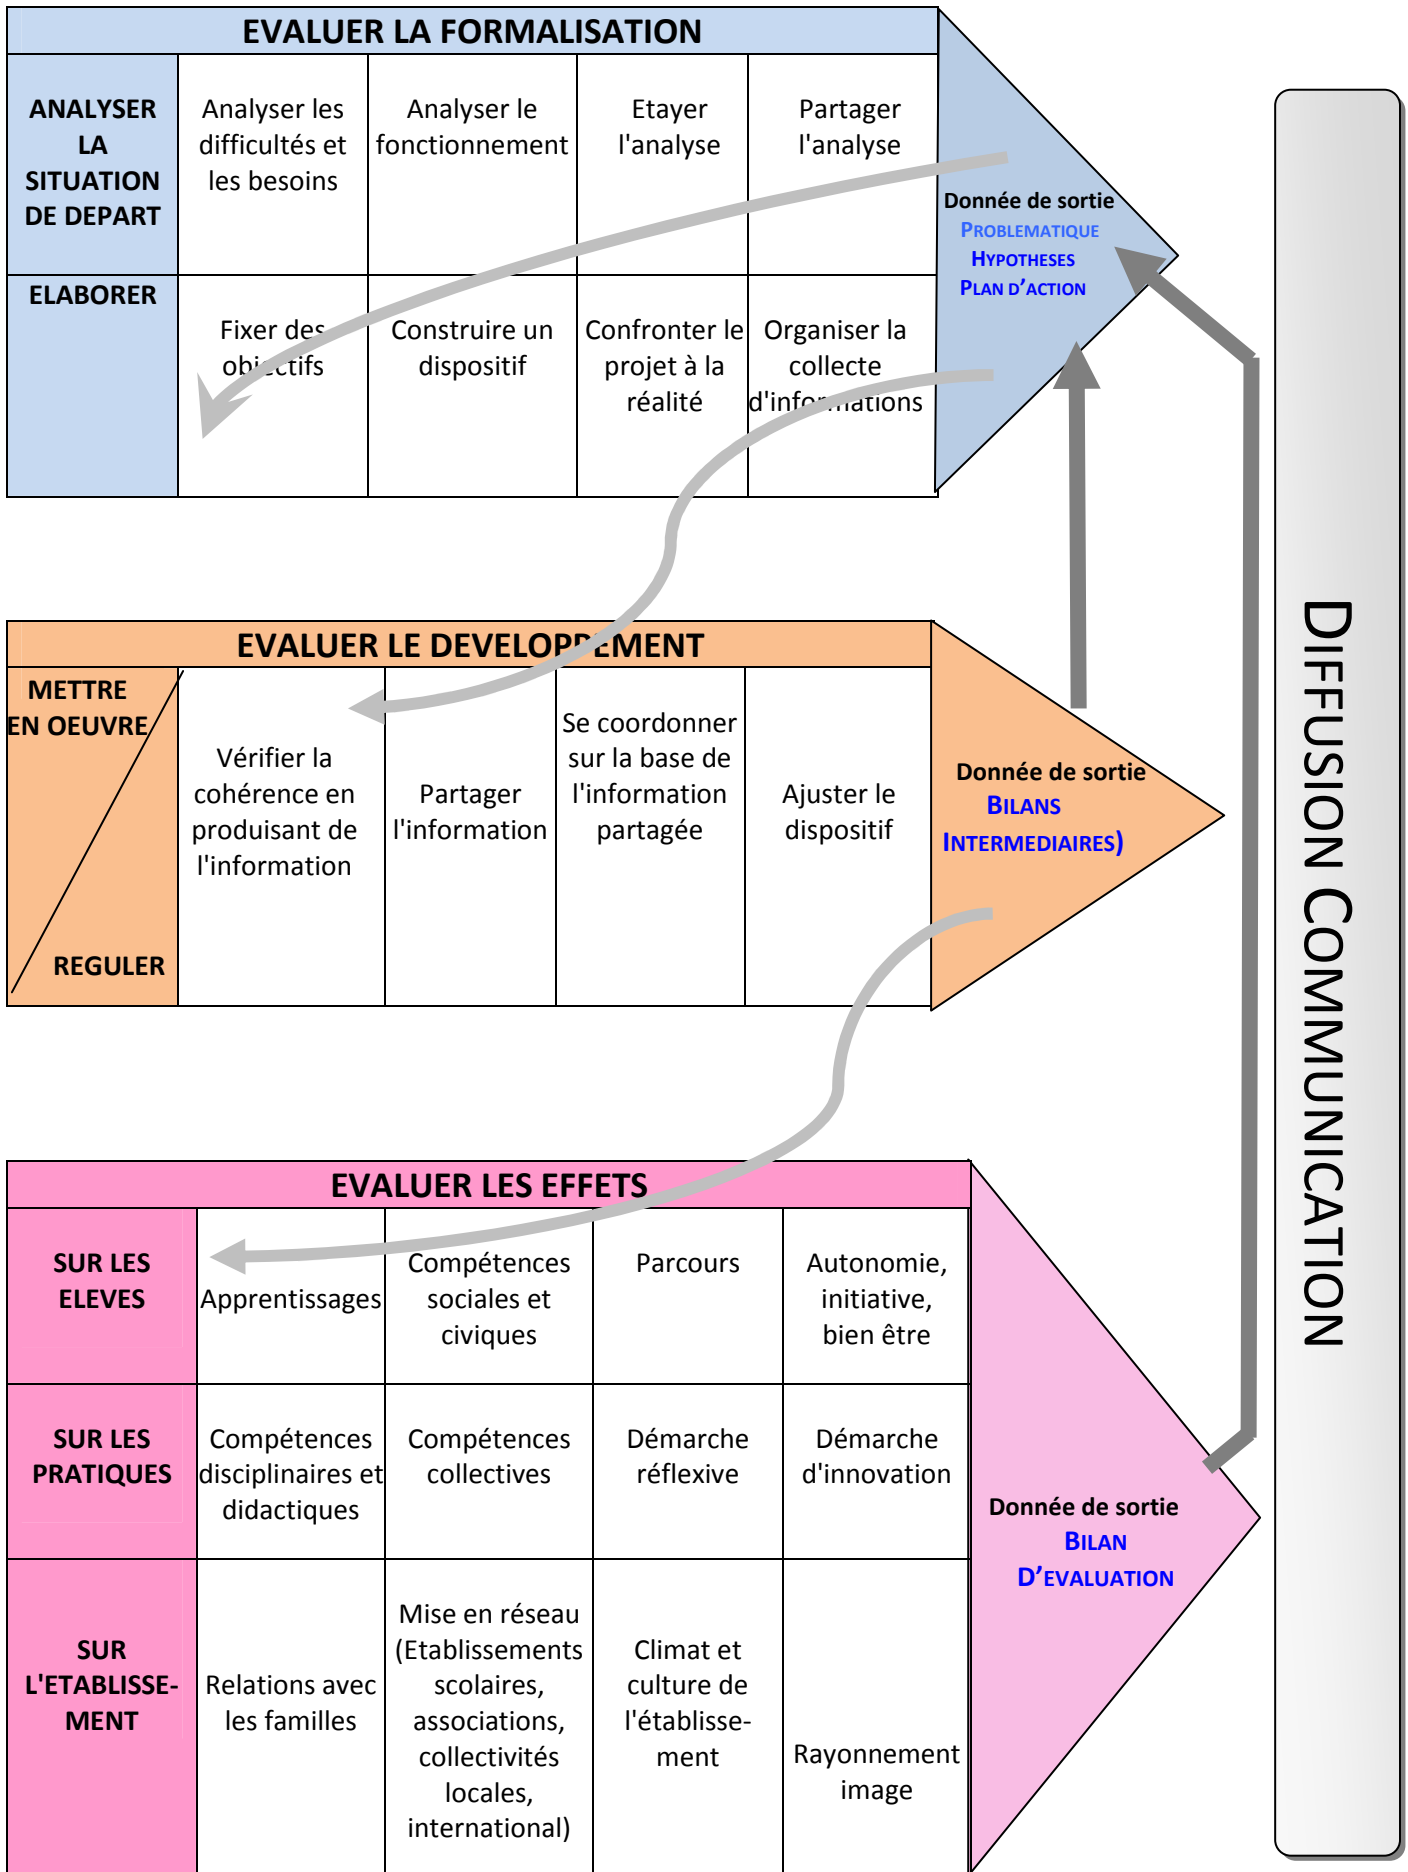 EVALUER LA FORMALISATION
ANALYSER
LA
SITUATION
DE DEPART
Analyser les
difficultés et
les besoins
Analyser le
fonctionnement
Etayer
l'analyse
Partager
l'analyse
Donnée de sortie
PROBLEMATIQUE
HYPOTHESES
PLAN D'ACTION
ELABORER
Fixer des
objectifs
Construire un
dispositif
Confronter le
projet à la
réalité
Organiser la
collecte
d'informations
EVALUER LE DEVELOPPEMENT
METTRE
EN OEUVRE
REGULER
Vérifier la
cohérence en
produisant de
l'information
Partager
l'information
Se coordonner
sur la base de
l'information
partagée
Ajuster le
dispositif
Donnée de sortie
BILANS
INTERMEDIAIRES)
EVALUER LES EFFETS
SUR LES
ELEVES
Apprentissages
Compétences
sociales et
civiques
Parcours
Autonomie,
initiative,
bien être
SUR LES
PRATIQUES
Compétences
disciplinaires et
didactiques
Compétences
collectives
Démarche
réflexive
Démarche
d'innovation
Donnée de sortie
BILAN
D'EVALUATION
SUR
L'ETABLISSE-
MENT
Relations avec
les familles
Mise en réseau
(Etablissements
scolaires,
associations,
collectivités
locales,
international)
Climat et
culture de
l'établisse-
ment
Rayonnement
image
DIFFUSION COMMUNICATION